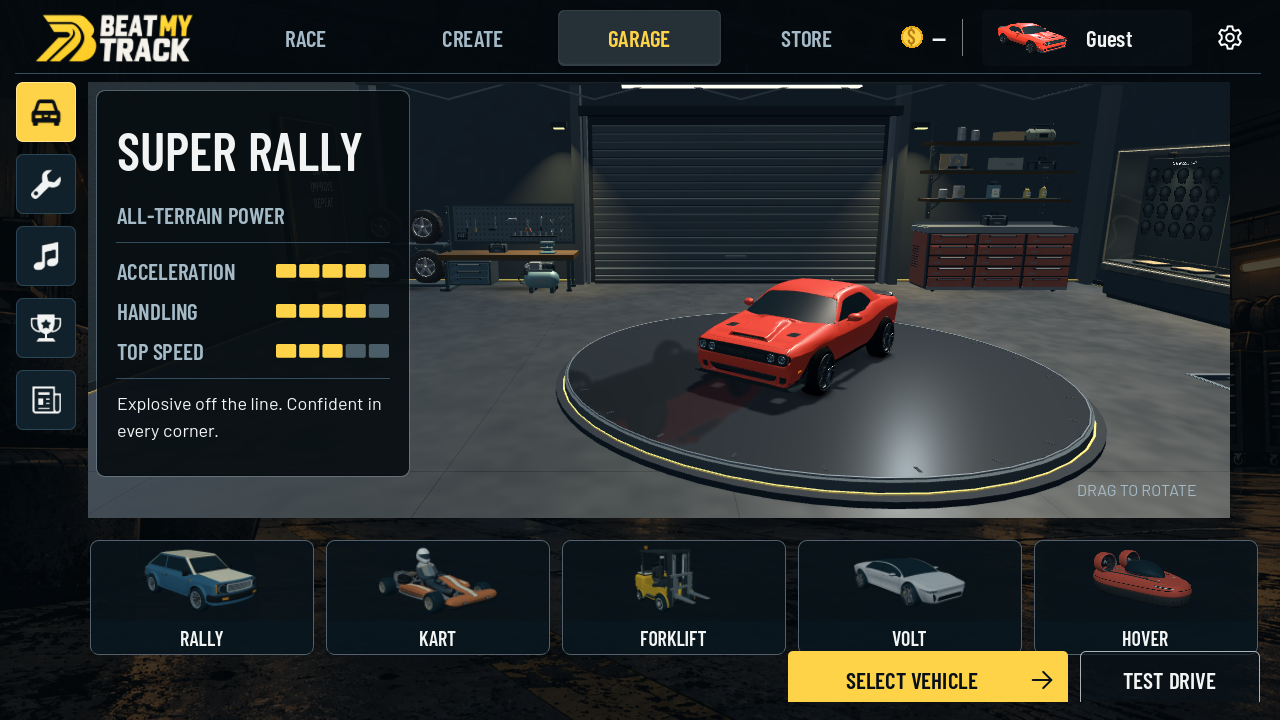 BEAT MY
TRACK
RACE
CREATE
GARAGE
STORE
–
Guest
SUPER RALLY
ALL-TERRAIN POWER
ACCELERATION
HANDLING
TOP SPEED
Explosive off the line. Confident in
every corner.
DRAG TO ROTATE
RALLY
KART
FORKLIFT
VOLT
HOVER
SELECT VEHICLE
TEST DRIVE